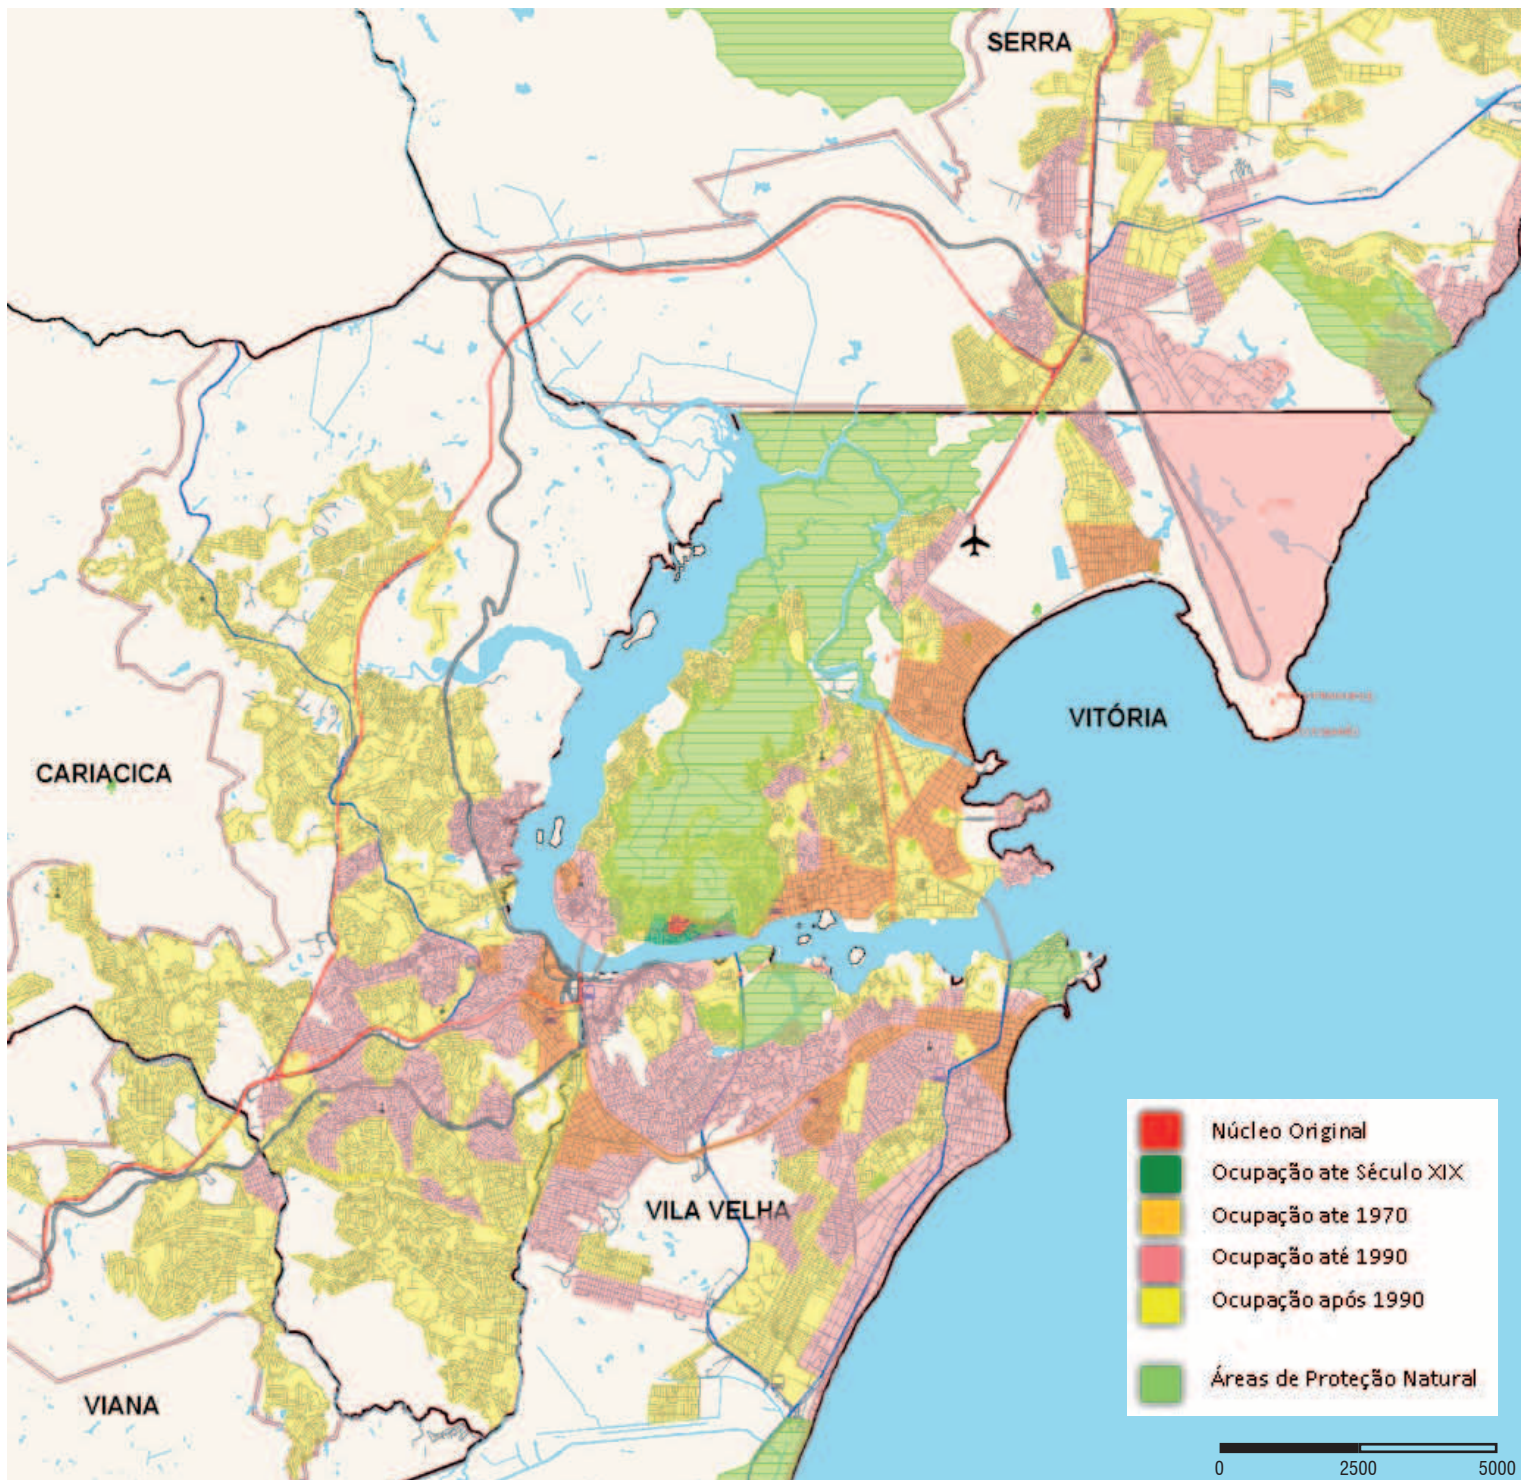 SERRA
VITÓRIA
CARIACICA
VILA VELHA
VIANA
Núcleo Original
Ocupação ate Século XIX
Ocupação ate 1970
Ocupação até 1990
Ocupação após 1990
Áreas de Proteção Natural
0 2500 5000